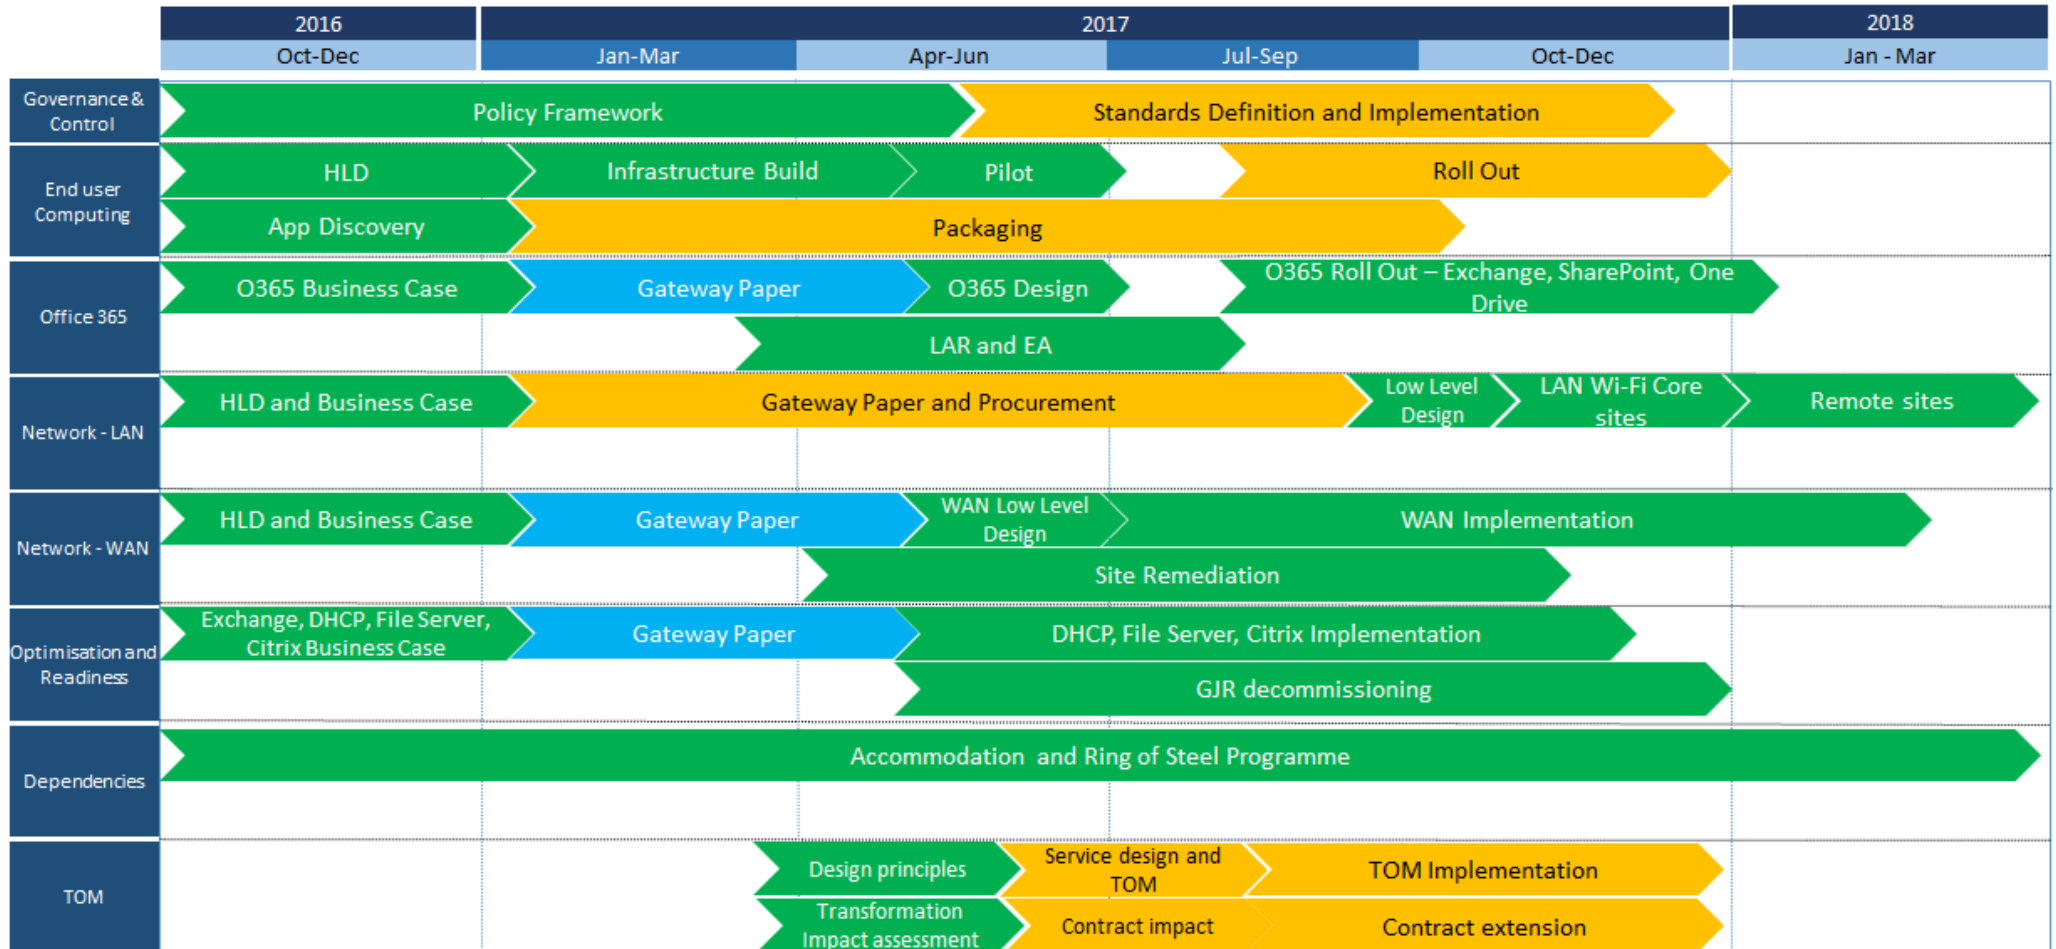 2016
2017
2018
Oct-Dec
Jan-Mar
Apr-Jun
Jul-Sep
Oct-Dec
Jan - Mar
Governance &
Control
Policy Framework
Standards Definition and Implementation
End user
Computing
HLD
Infrastructure Build
Pilot
Roll Out
App Discovery
Packaging
Office 365
O365 Business Case
Gateway Paper
O365 Design
O365 Roll Out – Exchange, SharePoint, One
Drive
LAR and EA
Network - LAN
HLD and Business Case
Gateway Paper and Procurement
Low Level
Design
LAN Wi-Fi Core
sites
Remote sites
Network - WAN
HLD and Business Case
Gateway Paper
WAN Low Level
Design
WAN Implementation
Site Remediation
Optimisation and
Readiness
Exchange, DHCP, File Server,
Citrix Business Case
Gateway Paper
DHCP, File Server, Citrix Implementation
GJR decommissioning
Dependencies
Accommodation and Ring of Steel Programme
TOM
Design principles
Service design and
TOM
TOM Implementation
Transformation
Impact assessment
Contract impact
Contract extension